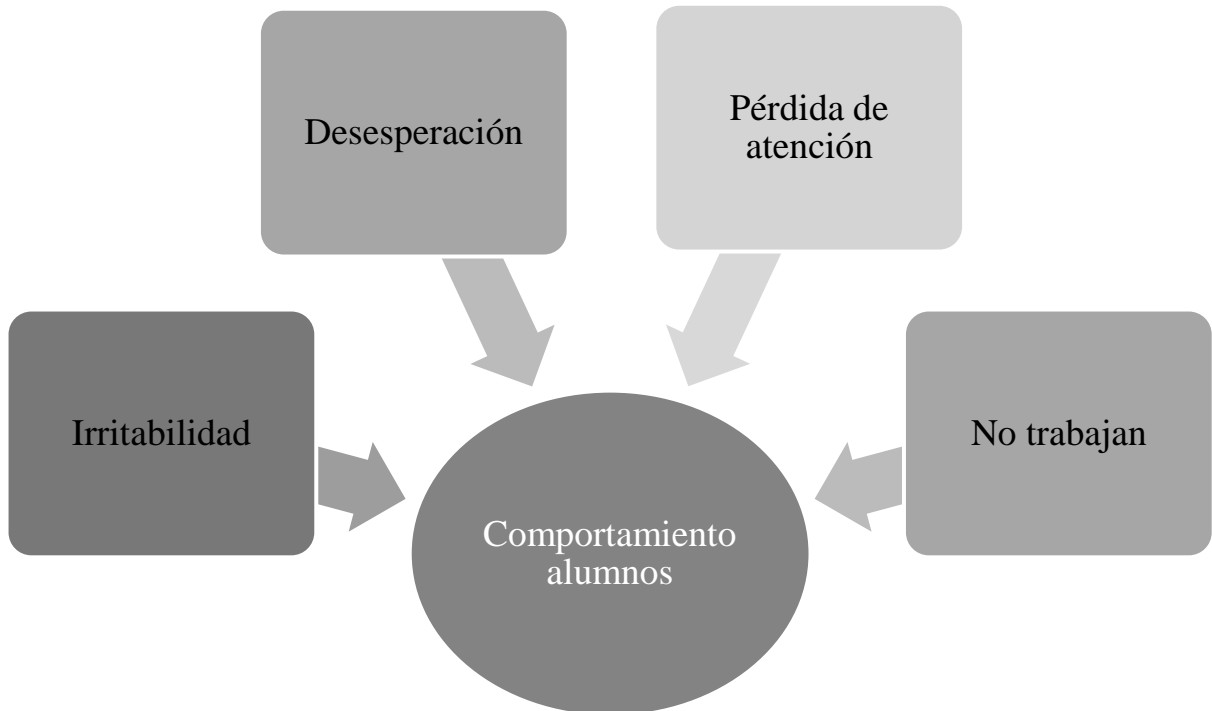 Desesperación
Pérdida de
atención
Irritabilidad
No trabajan
Comportamiento
alumnos